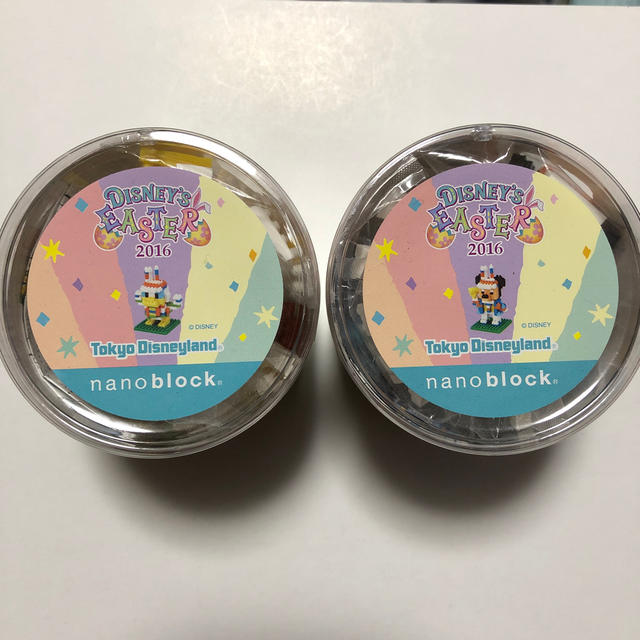 DISNEY'S
EASTER
2016
© DISNEY
Tokyo Disneyland®
nanoblock®
DISNEY'S
EASTER
2016
© DISNEY
Tokyo Disneyland®
nanoblock®